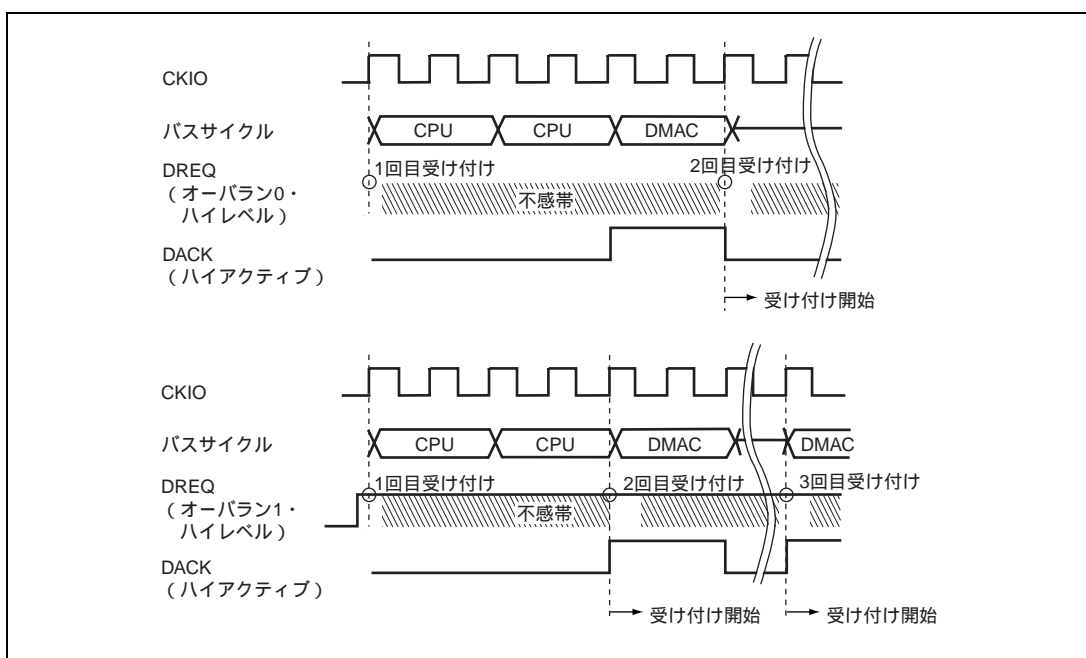 CKIO
バスサイクル
CPU CPU DMAC
DREQ
(オーバラン0・
ハイレベル)
1回目受け付け 2回目受け付け
不感帯
DACK
(ハイアクティブ)
受け付け開始
CKIO
バスサイクル
CPU CPU DMAC DMAC
DREQ
(オーバラン1・
ハイレベル)
1回目受け付け 2回目受け付け 3回目受け付け
不感帯
DACK
(ハイアクティブ)
受け付け開始 受け付け開始